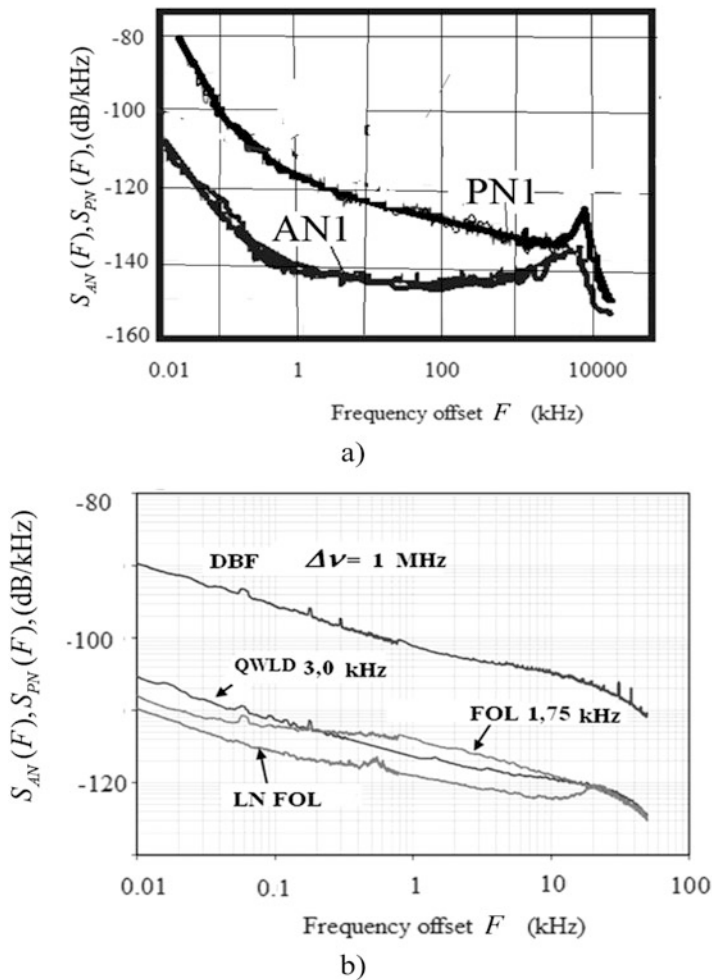 -80
-100
-120
-140
-160
S_AN(F), S_PN(F), (dB/kHz)
PN1
AN1
0.01 1 100 10000
Frequency offset F (kHz)
a)
-80
-100
-120
S_AN(F), S_PN(F), (dB/kHz)
DBF Δν= 1 MHz
QWLD 3,0 kHz
FOL 1,75 kHz
LN FOL
0.01 0.1 1 10 100
Frequency offset F (kHz)
b)